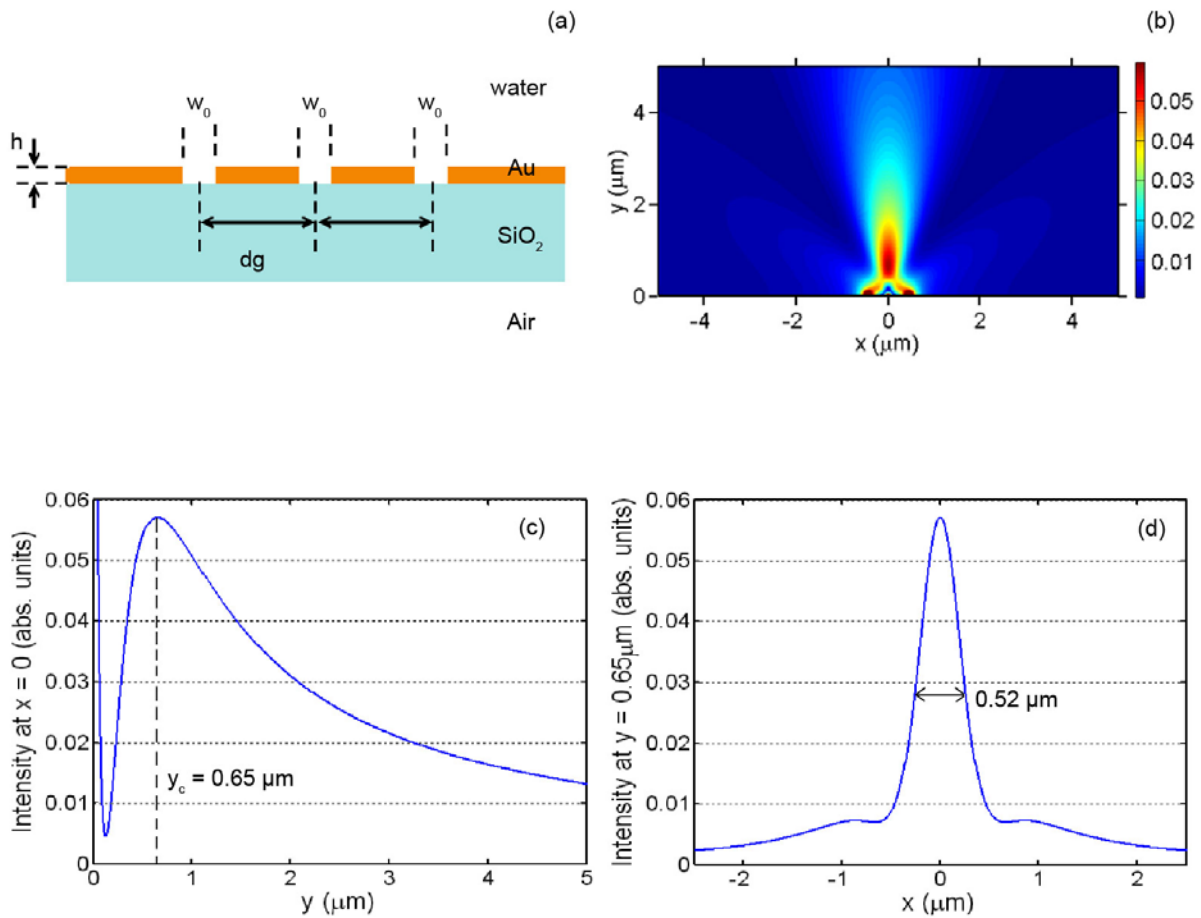 (a)
water
w0 w0 w0
h
Au
SiO2
dg
Air
(b)
0.05
0.04
0.03
0.02
0.01
4
2
0
y (μm)
-4 -2 0 2 4
x (μm)
(c)
Intensity at x = 0 (abs. units)
0.06
0.05
0.04
0.03
0.02
0.01
0
yc = 0.65 μm
0 1 2 3 4 5
y (μm)
(d)
Intensity at y = 0.65μm (abs. units)
0.06
0.05
0.04
0.03
0.02
0.01
0
0.52 μm
-2 -1 0 1 2
x (μm)